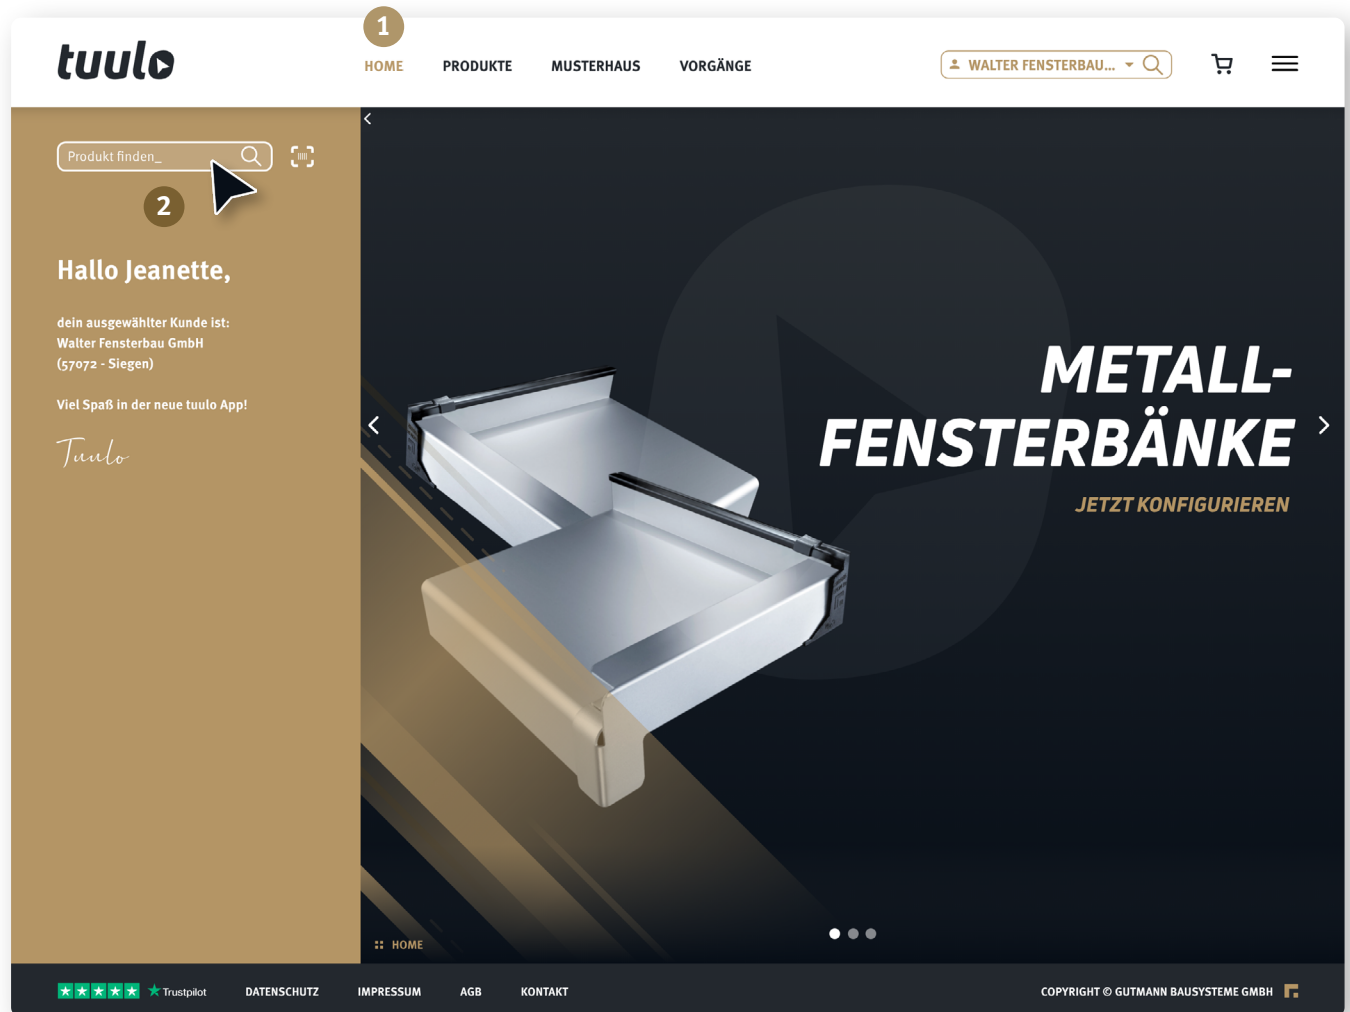 1
tuulo
HOME
PRODUKTE
MUSTERHAUS
VORGÄNGE
WALTER FENSTERBAU...
Produkt finden_
2
Hallo Jeanette,
dein ausgewählter Kunde ist:
Walter Fensterbau GmbH
(57072 - Siegen)
Viel Spaß in der neue tuulo App!
Tuulo
METALL-
FENSTERBÄNKE
JETZT KONFIGURIEREN
HOME
Trustpilot
DATENSCHUTZ
IMPRESSUM
AGB
KONTAKT
COPYRIGHT © GUTMANN BAUSYSTEME GMBH